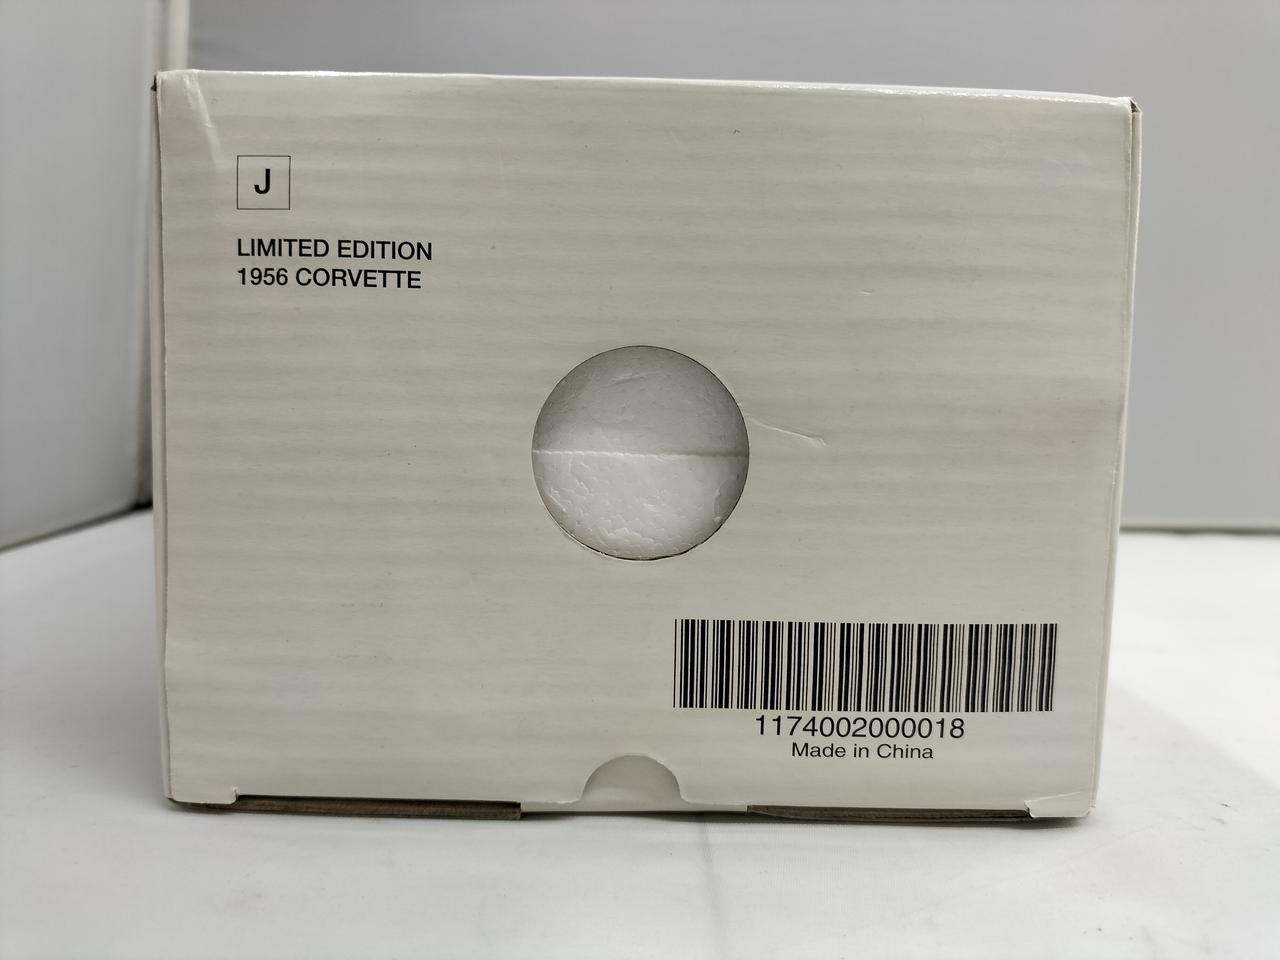 J
LIMITED EDITION
1956 CORVETTE
1174002000018
Made in China